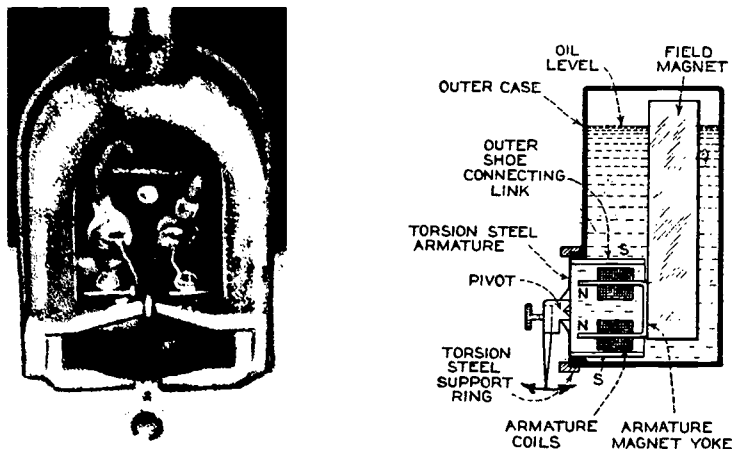 OIL
LEVEL
FIELD
MAGNET
OUTER CASE
OUTER
SHOE
CONNECTING
LINK
TORSION STEEL
ARMATURE
S
PIVOT
N
N
TORSION
STEEL
SUPPORT
RING
S
ARMATURE
COILS
ARMATURE
MAGNET YOKE